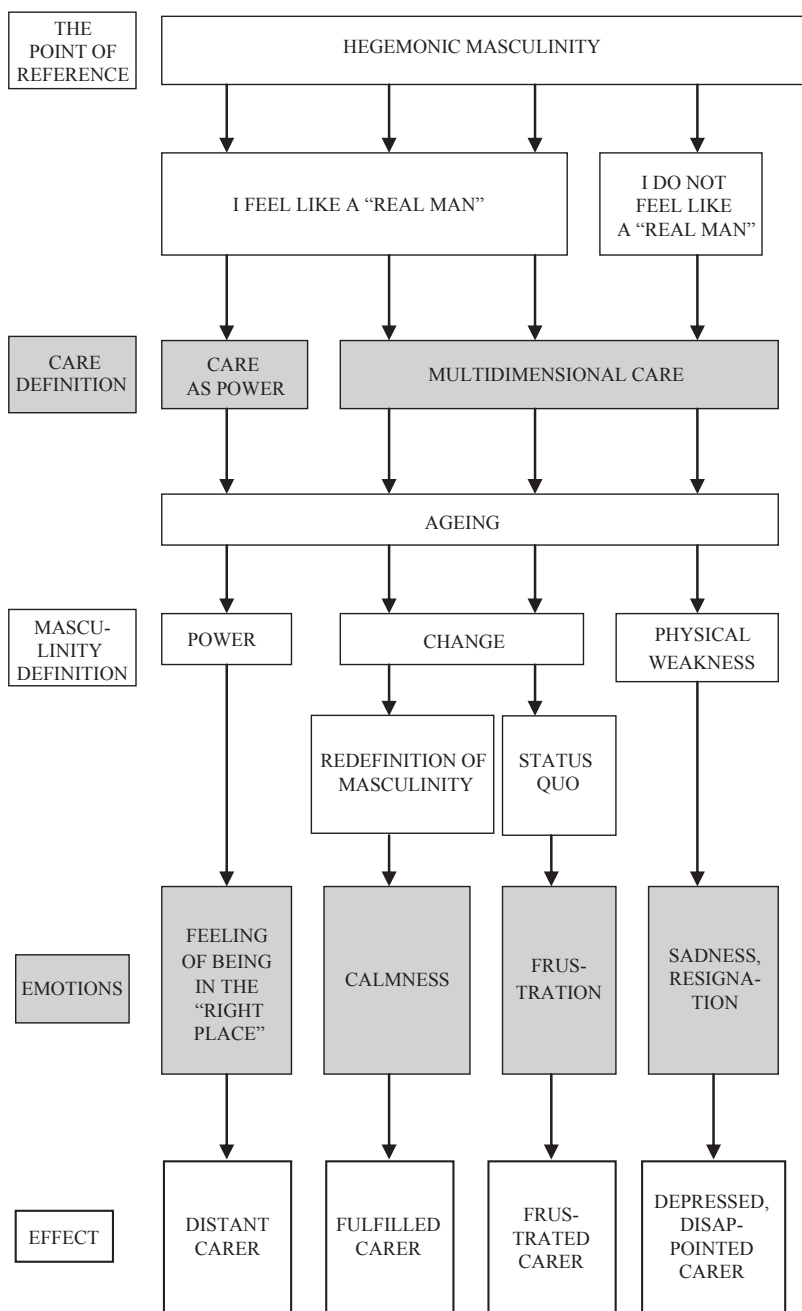 THE
POINT OF
REFERENCE
HEGEMONIC MASCULINITY
I FEEL LIKE A “REAL MAN”
I DO NOT
FEEL LIKE
A “REAL MAN”
CARE
DEFINITION
CARE
AS POWER
MULTIDIMENSIONAL CARE
AGEING
MASCU-
LINITY
DEFINITION
POWER
CHANGE
PHYSICAL
WEAKNESS
REDEFINITION OF
MASCULINITY
STATUS
QUO
EMOTIONS
FEELING
OF BEING
IN THE
“RIGHT
PLACE”
CALMNESS
FRUS-
TRATION
SADNESS,
RESIGNA-
TION
EFFECT
DISTANT
CARER
FULFILLED
CARER
FRUS-
TRATED
CARER
DEPRESSED,
DISAP-
POINTED
CARER